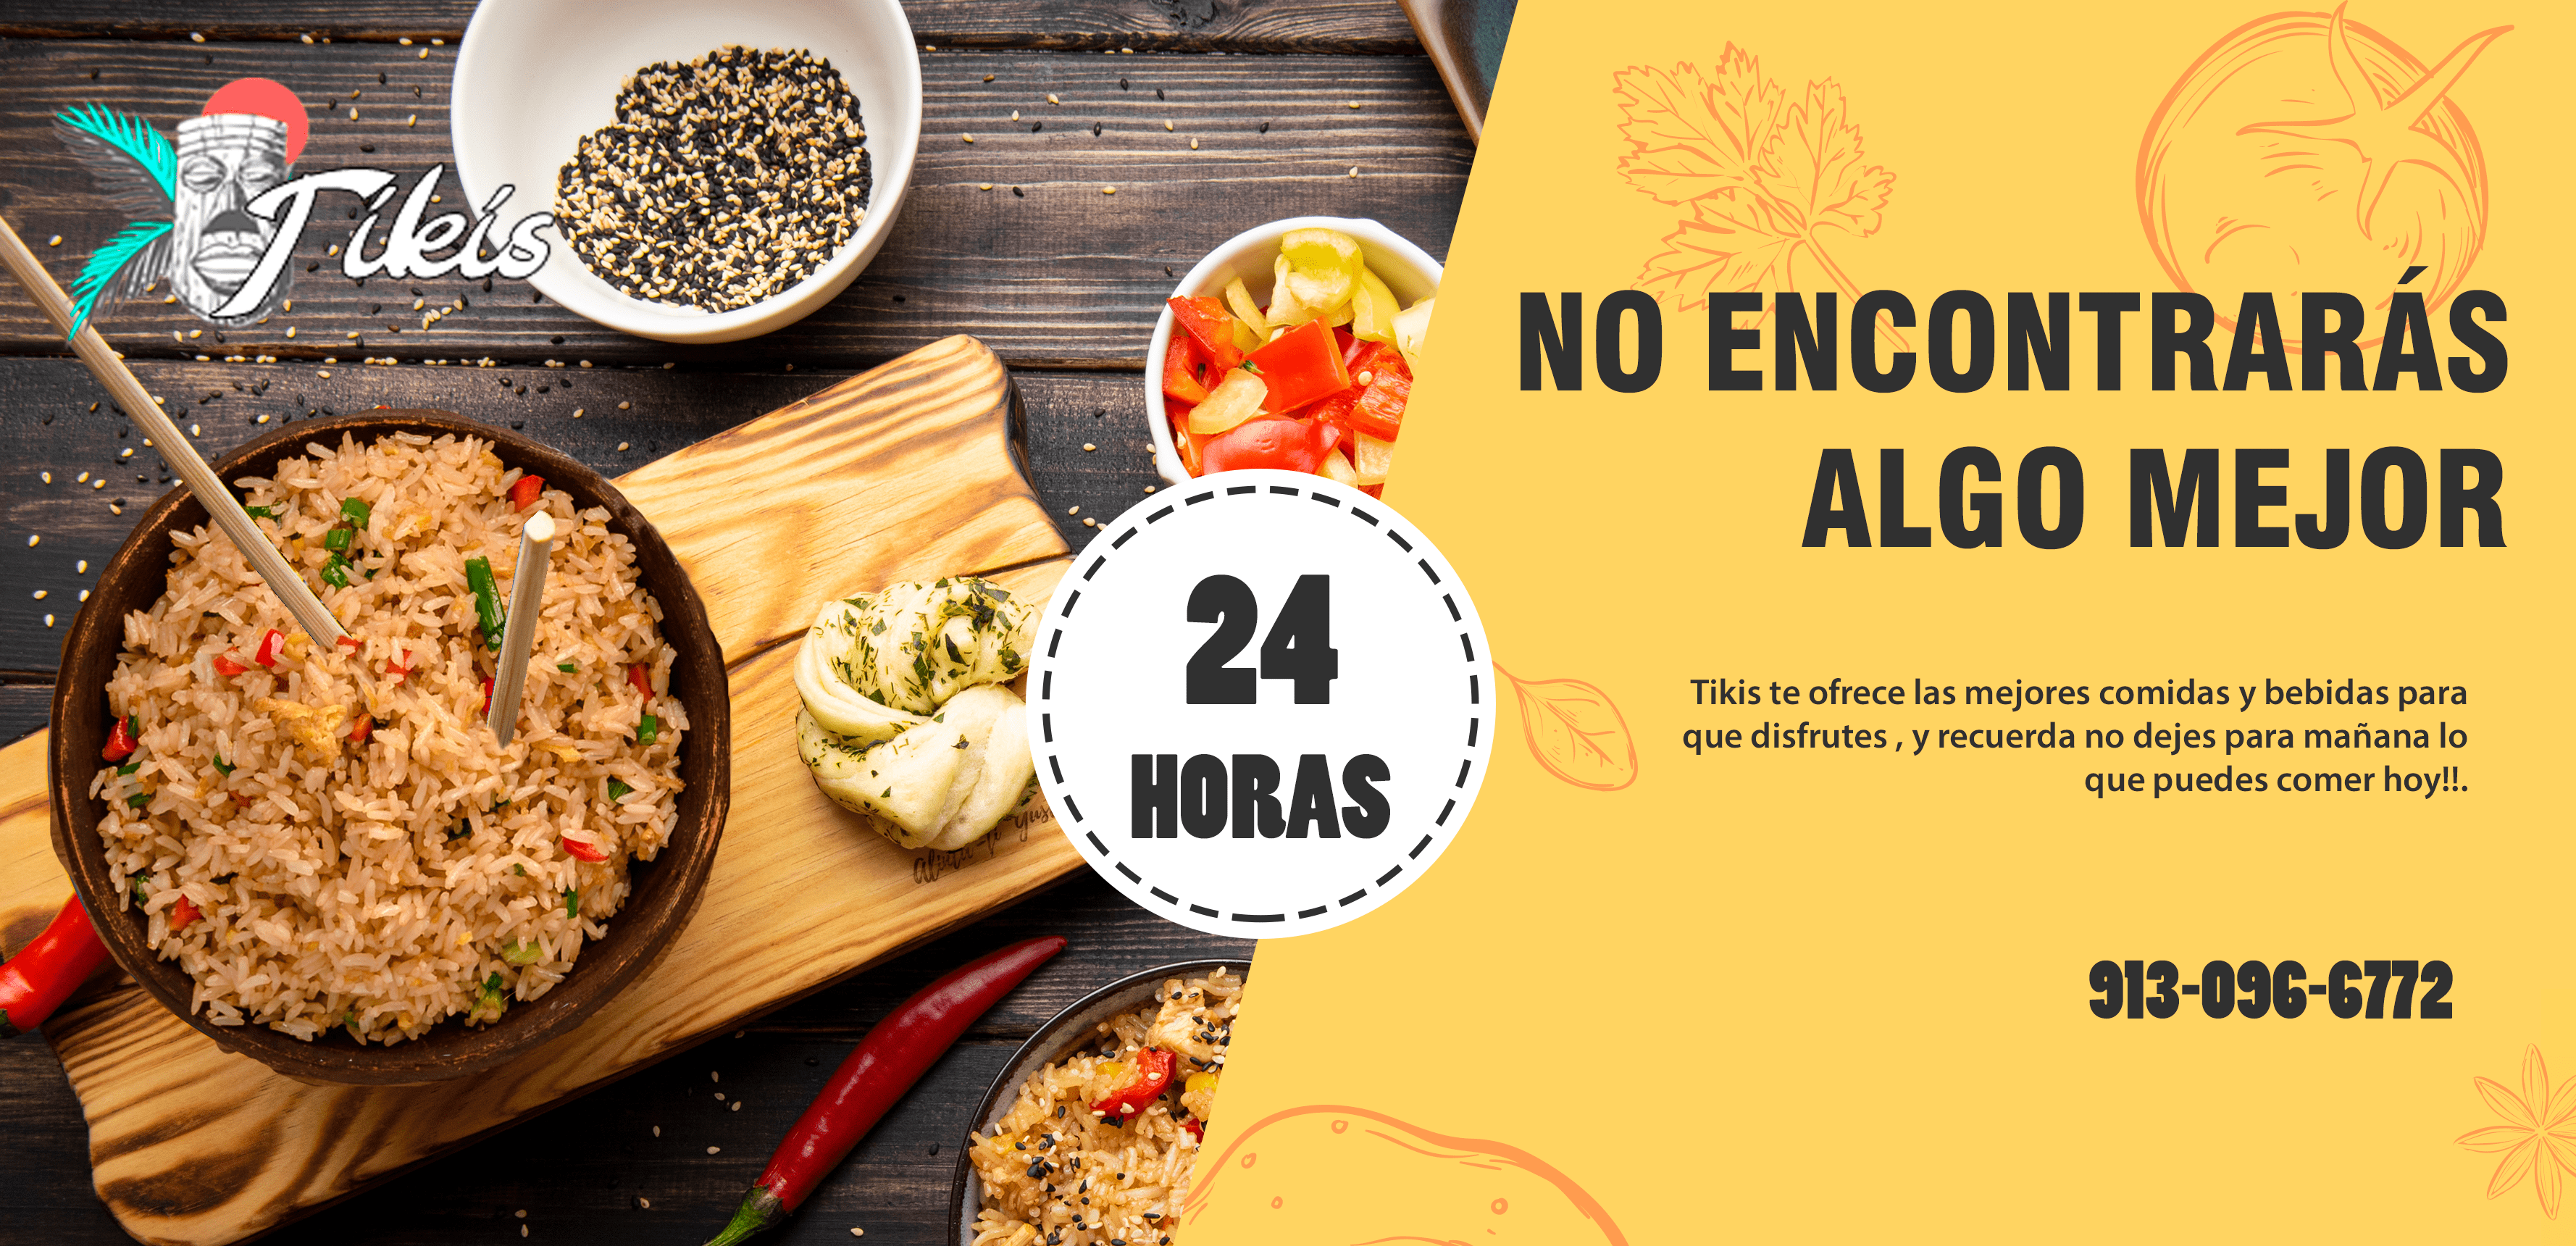 Tikis
NO ENCONTRARÁS
ALGO MEJOR
24
HORAS
Tikis te ofrece las mejores comidas y bebidas para
que disfrutes , y recuerda no dejes para mañana lo
que puedes comer hoy!!.
913-096-6772